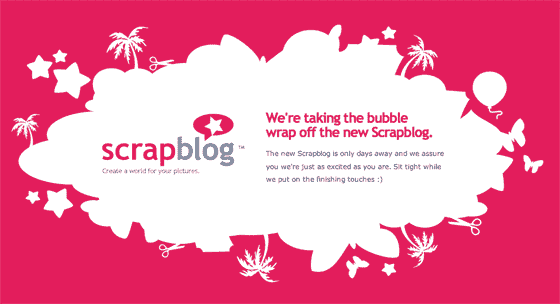 scrapblog™
Create a world for your pictures.
We're taking the bubble
wrap off the new Scrapblog.
The new Scrapblog is only days away and we assure
you we're just as excited as you are. Sit tight while
we put on the finishing touches :)